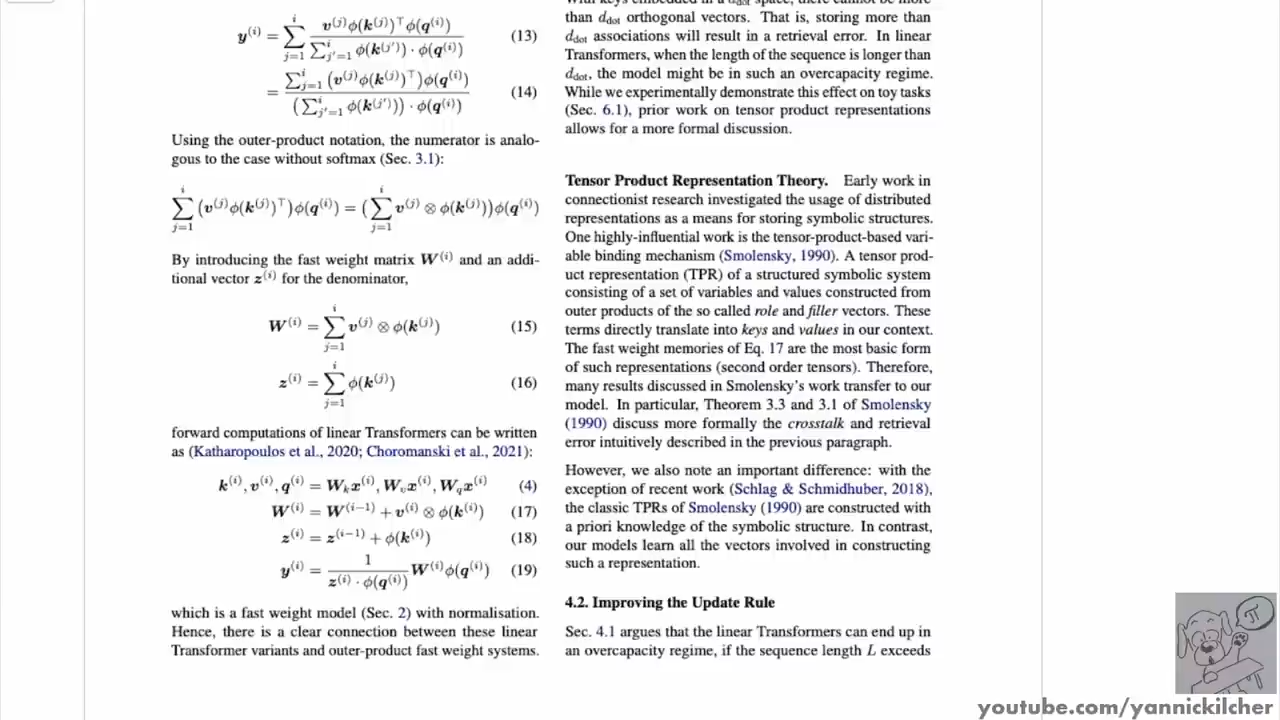 y^(i) = \sum_{j=1}^{i} \frac{v^(j) ϕ(k^(j))^⊤ ϕ(q^(i))}{\sum_{j'=1}^{i} ϕ(k^(j')) · ϕ(q^(i))} (13)
= \frac{\sum_{j=1}^{i} (v^(j) ϕ(k^(j))^⊤) ϕ(q^(i))}{(\sum_{j'=1}^{i} ϕ(k^(j'))) · ϕ(q^(i))} (14)
Using the outer-product notation, the numerator is analo-
gous to the case without softmax (Sec. 3.1):
\sum_{j=1}^{i} (v^(j) ϕ(k^(j))^⊤) ϕ(q^(i)) = (\sum_{j=1}^{i} v^(j) ⊗ ϕ(k^(j))) ϕ(q^(i))
By introducing the fast weight matrix W^(i) and an addi-
tional vector z^(i) for the denominator,
W^(i) = \sum_{j=1}^{i} v^(j) ⊗ ϕ(k^(j)) (15)
z^(i) = \sum_{j=1}^{i} ϕ(k^(j)) (16)
forward computations of linear Transformers can be written
as (Katharopoulos et al., 2020; Choromanski et al., 2021):
k^(i), v^(i), q^(i) = W_k x^(i), W_v x^(i), W_q x^(i) (4)
W^(i) = W^(i−1) + v^(i) ⊗ ϕ(k^(i)) (17)
z^(i) = z^(i−1) + ϕ(k^(i)) (18)
y^(i) = \frac{1}{z^(i) · ϕ(q^(i))} W^(i) ϕ(q^(i)) (19)
which is a fast weight model (Sec. 2) with normalisation.
Hence, there is a clear connection between these linear
Transformer variants and outer-product fast weight systems.
than d_dot orthogonal vectors. That is, storing more than
d_dot associations will result in a retrieval error. In linear
Transformers, when the length of the sequence is longer than
d_dot, the model might be in such an overcapacity regime.
While we experimentally demonstrate this effect on toy tasks
(Sec. 6.1), prior work on tensor product representations
allows for a more formal discussion.
Tensor Product Representation Theory. Early work in
connectionist research investigated the usage of distributed
representations as a means for storing symbolic structures.
One highly-influential work is the tensor-product-based vari-
able binding mechanism (Smolensky, 1990). A tensor prod-
uct representation (TPR) of a structured symbolic system
consisting of a set of variables and values constructed from
outer products of the so called role and filler vectors. These
terms directly translate into keys and values in our context.
The fast weight memories of Eq. 17 are the most basic form
of such representations (second order tensors). Therefore,
many results discussed in Smolensky's work transfer to our
model. In particular, Theorem 3.3 and 3.1 of Smolensky
(1990) discuss more formally the crosstalk and retrieval
error intuitively described in the previous paragraph.
However, we also note an important difference: with the
exception of recent work (Schlag & Schmidhuber, 2018),
the classic TPRs of Smolensky (1990) are constructed with
a priori knowledge of the symbolic structure. In contrast,
our models learn all the vectors involved in constructing
such a representation.
4.2. Improving the Update Rule
Sec. 4.1 argues that the linear Transformers can end up in
an overcapacity regime, if the sequence length L exceeds
π
youtube.com/yannickilcher